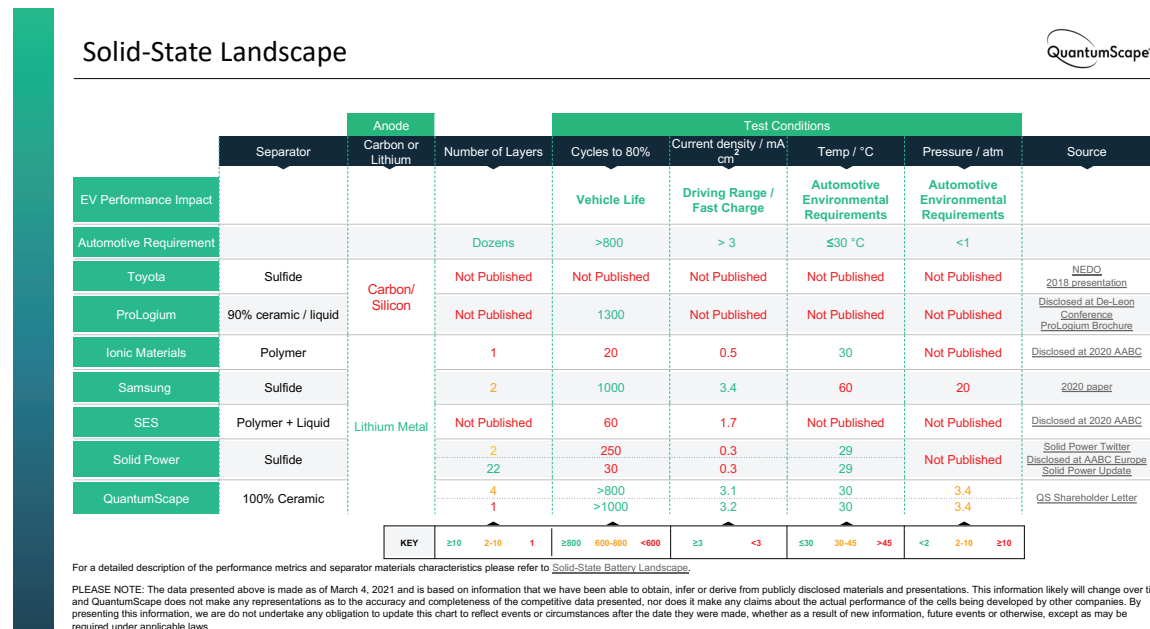 Solid-State Landscape
QuantumScape
Anode
Test Conditions
Separator
Carbon or
Lithium
Number of Layers
Cycles to 80%
Current density / mA
cm²
Temp / °C
Pressure / atm
Source
EV Performance Impact
Vehicle Life
Driving Range /
Fast Charge
Automotive
Environmental
Requirements
Automotive
Environmental
Requirements
Automotive Requirement
Dozens
>800
> 3
≤30 °C
<1
Toyota
Sulfide
Carbon/
Silicon
Not Published
Not Published
Not Published
Not Published
Not Published
NEDO
2018 presentation
ProLogium
90% ceramic / liquid
Not Published
1300
Not Published
Not Published
Not Published
Disclosed at De-Leon
Conference
ProLogium Brochure
Ionic Materials
Polymer
1
20
0.5
30
Not Published
Disclosed at 2020 AABC
Samsung
Sulfide
2
1000
3.4
60
20
2020 paper
SES
Polymer + Liquid
Lithium Metal
Not Published
60
1.7
Not Published
Not Published
Disclosed at 2020 AABC
Solid Power
Sulfide
2
250
0.3
29
22
30
0.3
29
Not Published
Solid Power Twitter
Disclosed at AABC Europe
Solid Power Update
QuantumScape
100% Ceramic
4
>800
3.1
30
3.4
1
>1000
3.2
30
3.4
QS Shareholder Letter
KEY
≥10 2-10 1
≥800 600-800 <600
≥3 <3
≤30 30-45 >45
<2 2-10 ≥10
For a detailed description of the performance metrics and separator materials characteristics please refer to Solid-State Battery Landscape.
PLEASE NOTE: The data presented above is made as of March 4, 2021 and is based on information that we have been able to obtain, infer or derive from publicly disclosed materials and presentations. This information likely will change over ti
and QuantumScape does not make any representations as to the accuracy and completeness of the competitive data presented, nor does it make any claims about the actual performance of the cells being developed by other companies. By
presenting this information, we are do not undertake any obligation to update this chart to reflect events or circumstances after the date they were made, whether as a result of new information, future events or otherwise, except as may be
required under applicable laws